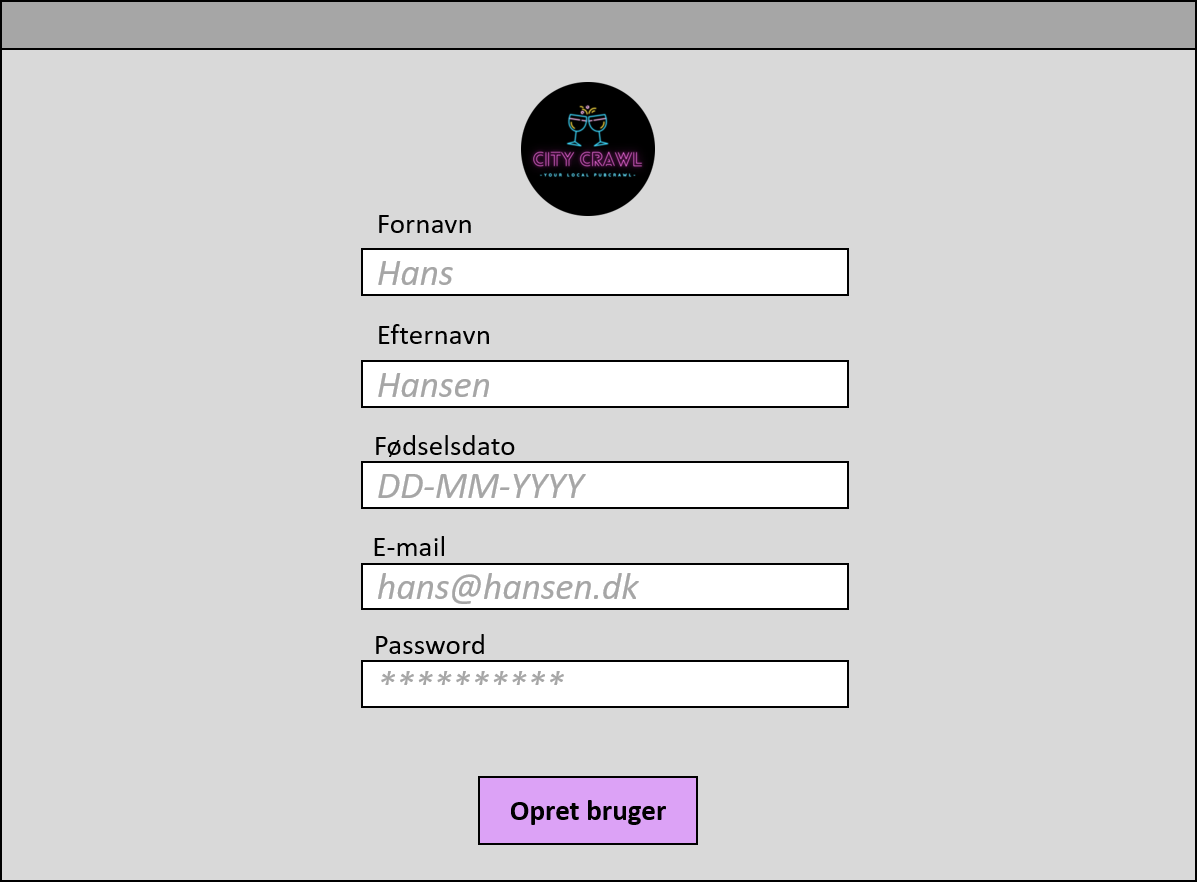 CITY CRAWL
-YOUR LOCAL PUBCRAWL-
Fornavn
Hans
Efternavn
Hansen
Fødselsdato
DD-MM-YYYY
E-mail
hans@hansen.dk
Password
**********
Opret bruger